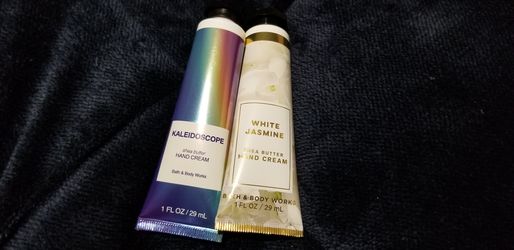 KALEIDOSCOPE
shea butter
HAND CREAM
Bath & Body Works
1 FL OZ / 29 mL
WHITE
JASMINE
SHEA BUTTER
HAND CREAM
BATH & BODY WORKS
1 FL OZ / 29 mL